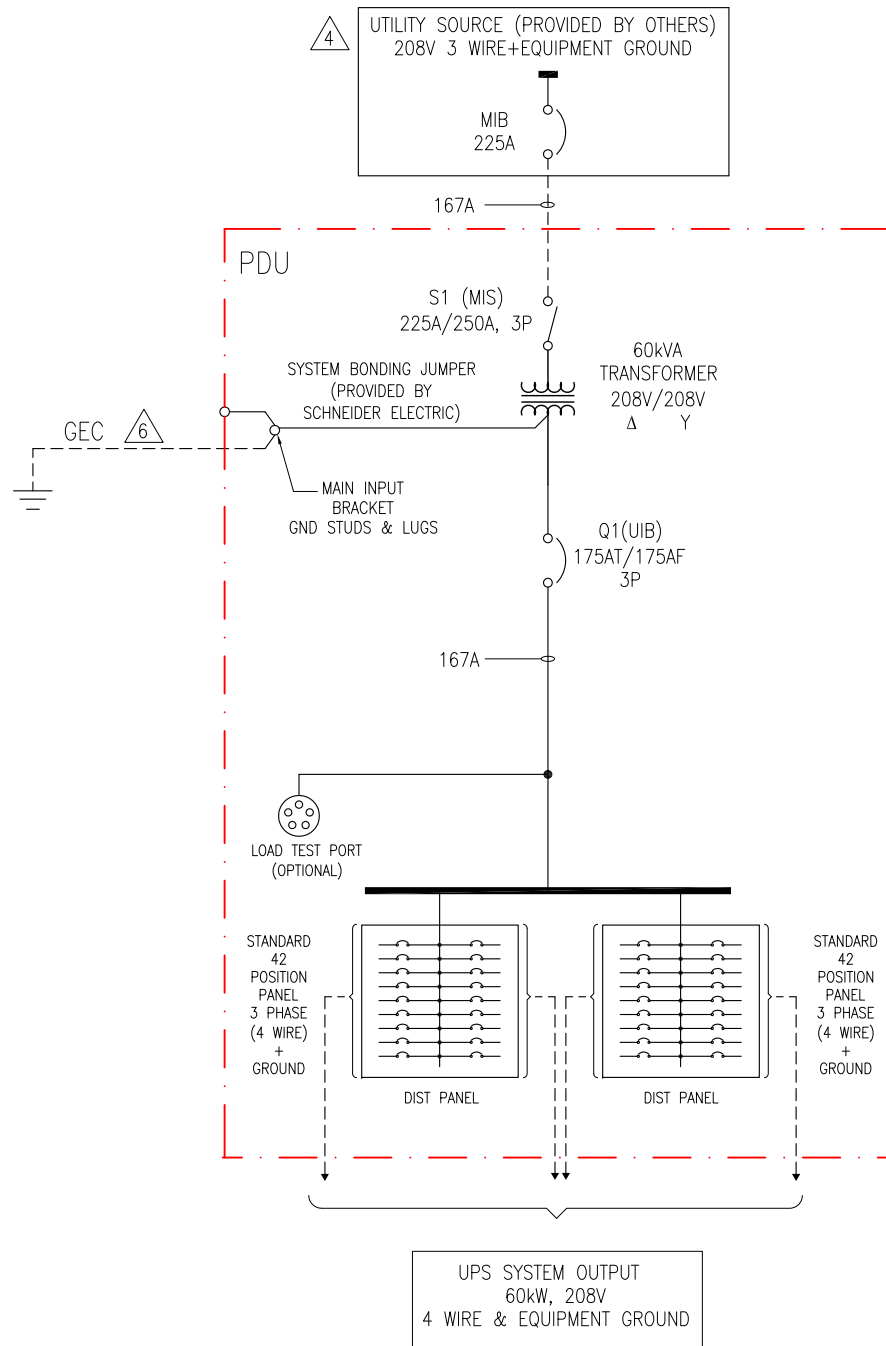 4
UTILITY SOURCE (PROVIDED BY OTHERS)
208V 3 WIRE+EQUIPMENT GROUND
MIB
225A
167A
PDU
S1 (MIS)
225A/250A, 3P
60kVA
TRANSFORMER
208V/208V
Δ Y
SYSTEM BONDING JUMPER
(PROVIDED BY
SCHNEIDER ELECTRIC)
GEC 6
MAIN INPUT
BRACKET
GND STUDS & LUGS
Q1(UIB)
175AT/175AF
3P
167A
LOAD TEST PORT
(OPTIONAL)
STANDARD
42
POSITION
PANEL
3 PHASE
(4 WIRE)
+
GROUND
DIST PANEL
DIST PANEL
STANDARD
42
POSITION
PANEL
3 PHASE
(4 WIRE)
+
GROUND
UPS SYSTEM OUTPUT
60kW, 208V
4 WIRE & EQUIPMENT GROUND